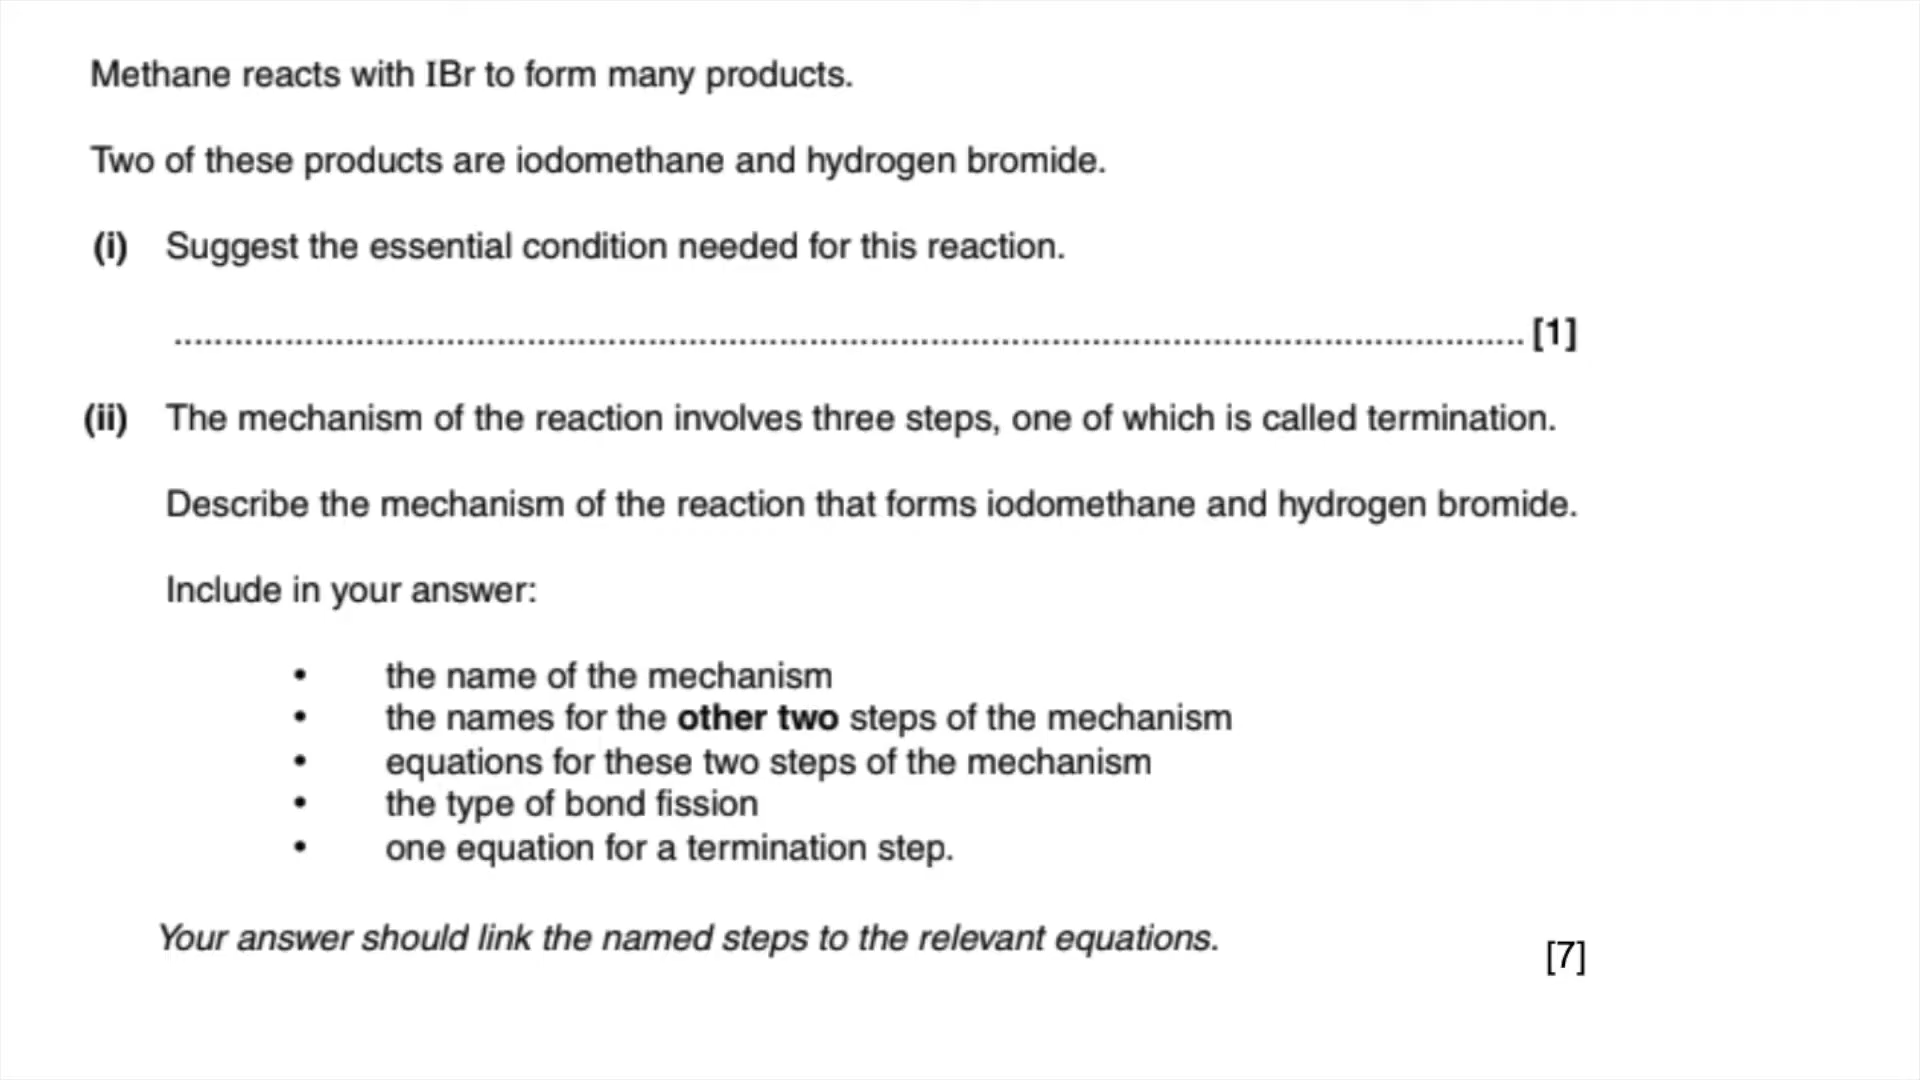 Methane reacts with IBr to form many products.
Two of these products are iodomethane and hydrogen bromide.
(i) Suggest the essential condition needed for this reaction.
.......................................................................................................................................... [1]
(ii) The mechanism of the reaction involves three steps, one of which is called termination.
Describe the mechanism of the reaction that forms iodomethane and hydrogen bromide.
Include in your answer:
• the name of the mechanism
• the names for the other two steps of the mechanism
• equations for these two steps of the mechanism
• the type of bond fission
• one equation for a termination step.
Your answer should link the named steps to the relevant equations.
[7]